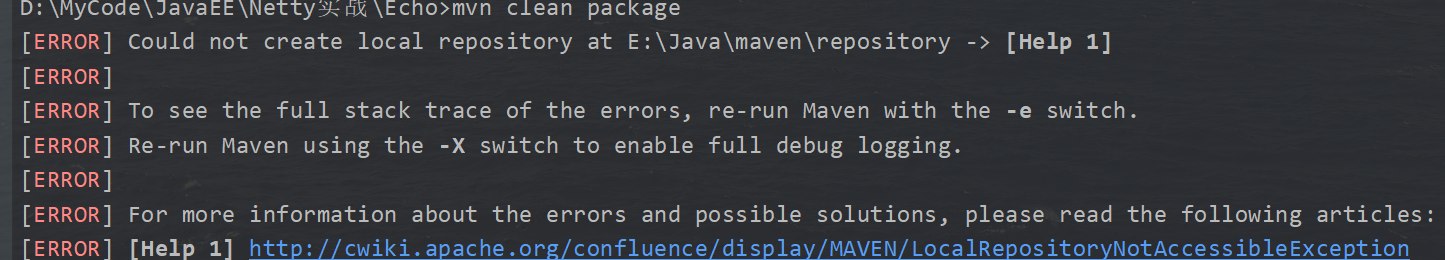 D:\MyCode\JavaEE\Netty实战\Echo>mvn clean package
[ERROR] Could not create local repository at E:\Java\maven\repository -> [Help 1]
[ERROR]
[ERROR] To see the full stack trace of the errors, re-run Maven with the -e switch.
[ERROR] Re-run Maven using the -X switch to enable full debug logging.
[ERROR]
[ERROR] For more information about the errors and possible solutions, please read the following articles:
[ERROR] [Help 1] http://cwiki.apache.org/confluence/display/MAVEN/LocalRepositoryNotAccessibleException